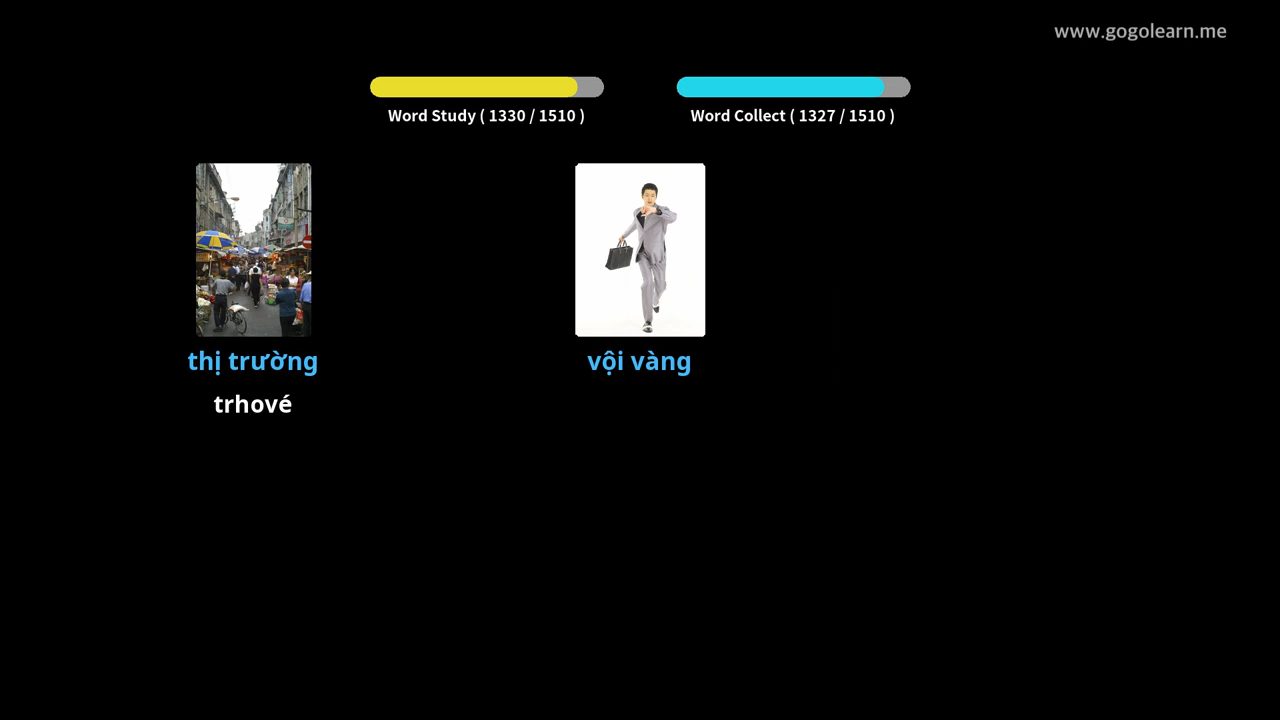 www.gogolearn.me
Word Study ( 1330 / 1510 )
Word Collect ( 1327 / 1510 )
thị trường
vội vàng
trhové